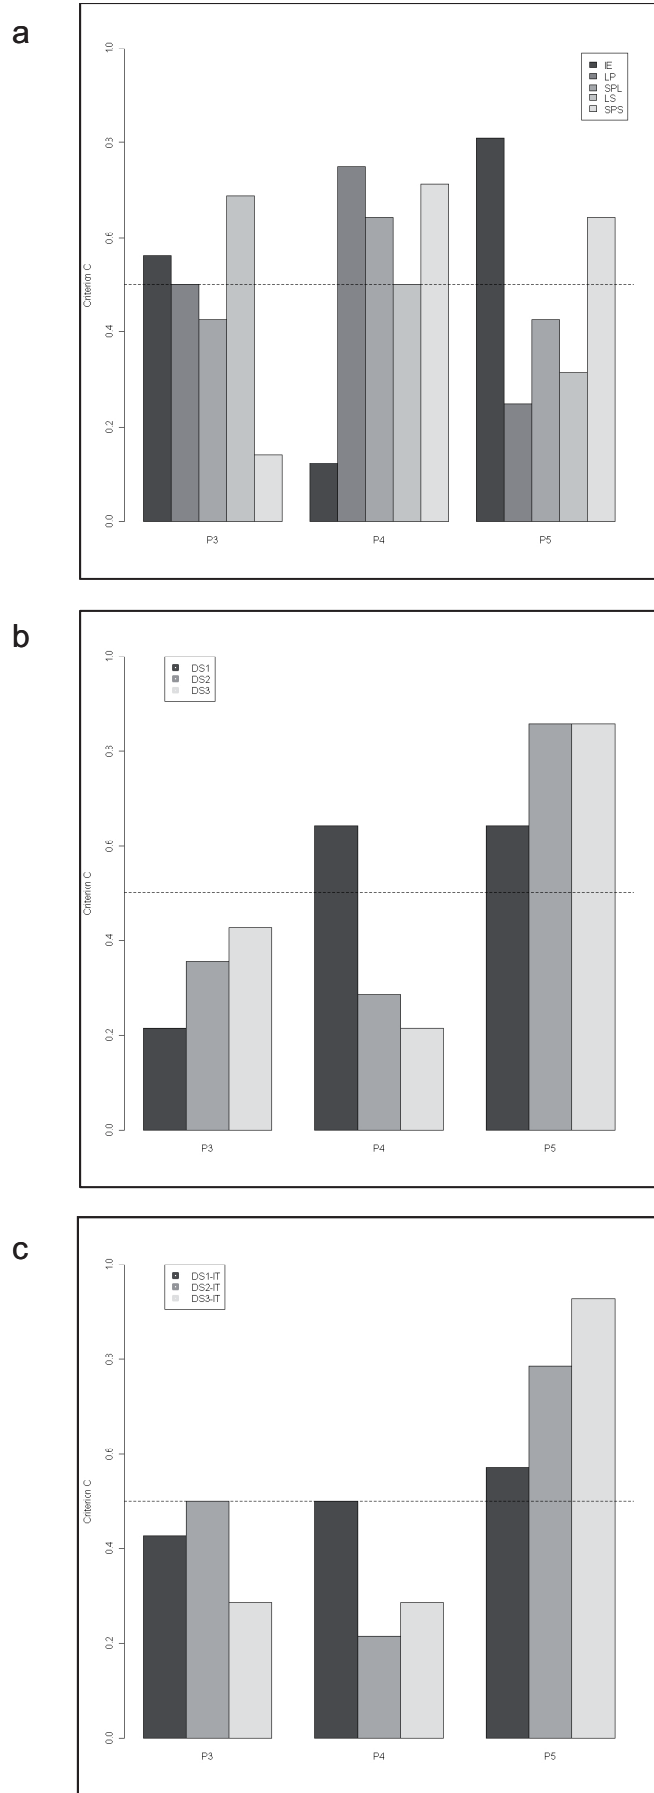 a
1.0
0.8
0.6
0.4
0.2
0.0
Criterion C
IE
LP
SPL
LS
SPS
P3 P4 P5
b
1.0
0.8
0.6
0.4
0.2
0.0
Criterion C
DS1
DS2
DS3
P3 P4 P5
c
1.0
0.8
0.6
0.4
0.2
0.0
Criterion C
DS1-IT
DS2-IT
DS3-IT
P3 P4 P5